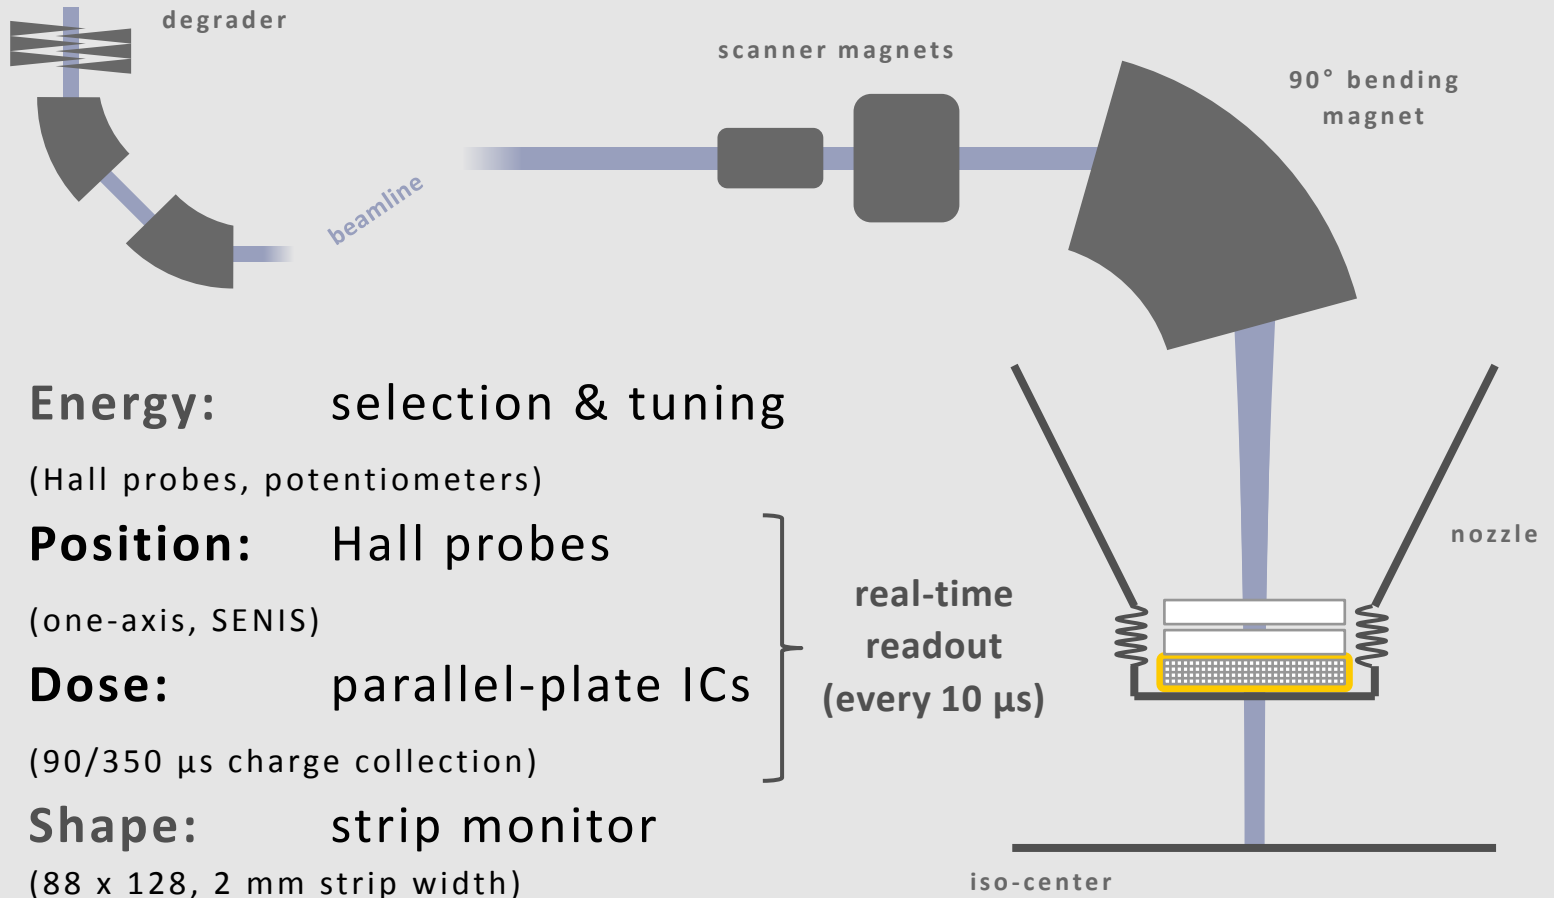 degrader
scanner magnets
90° bending
magnet
beamline
Energy: selection & tuning
(Hall probes, potentiometers)
Position: Hall probes
(one-axis, SENIS)
Dose: parallel-plate ICs
(90/350 µs charge collection)
Shape: strip monitor
(88 x 128, 2 mm strip width)
real-time
readout
(every 10 µs)
nozzle
iso-center